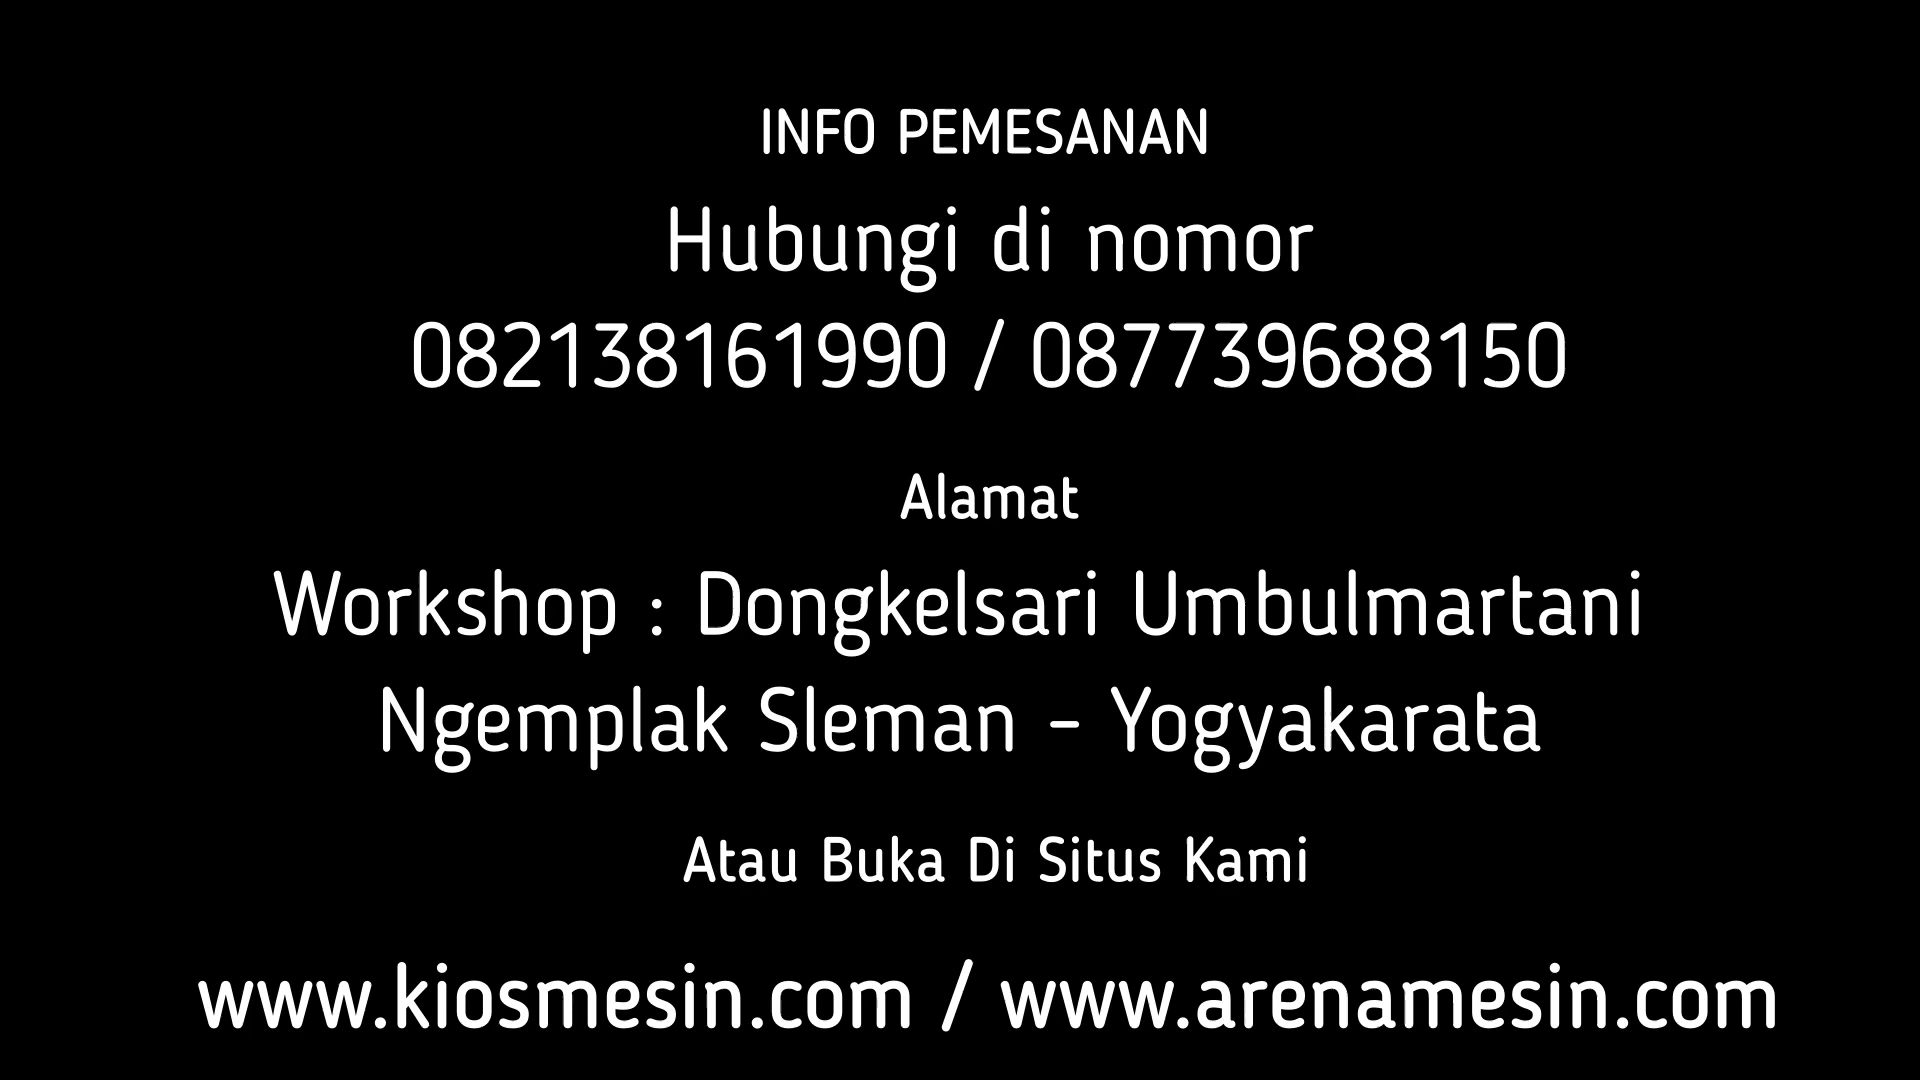 INFO PEMESANAN
Hubungi di nomor
082138161990 / 087739688150
Alamat
Workshop : Dongkelsari Umbulmartani
Ngemplak Sleman - Yogyakarata
Atau Buka Di Situs Kami
www.kiosmesin.com / www.arenamesin.com